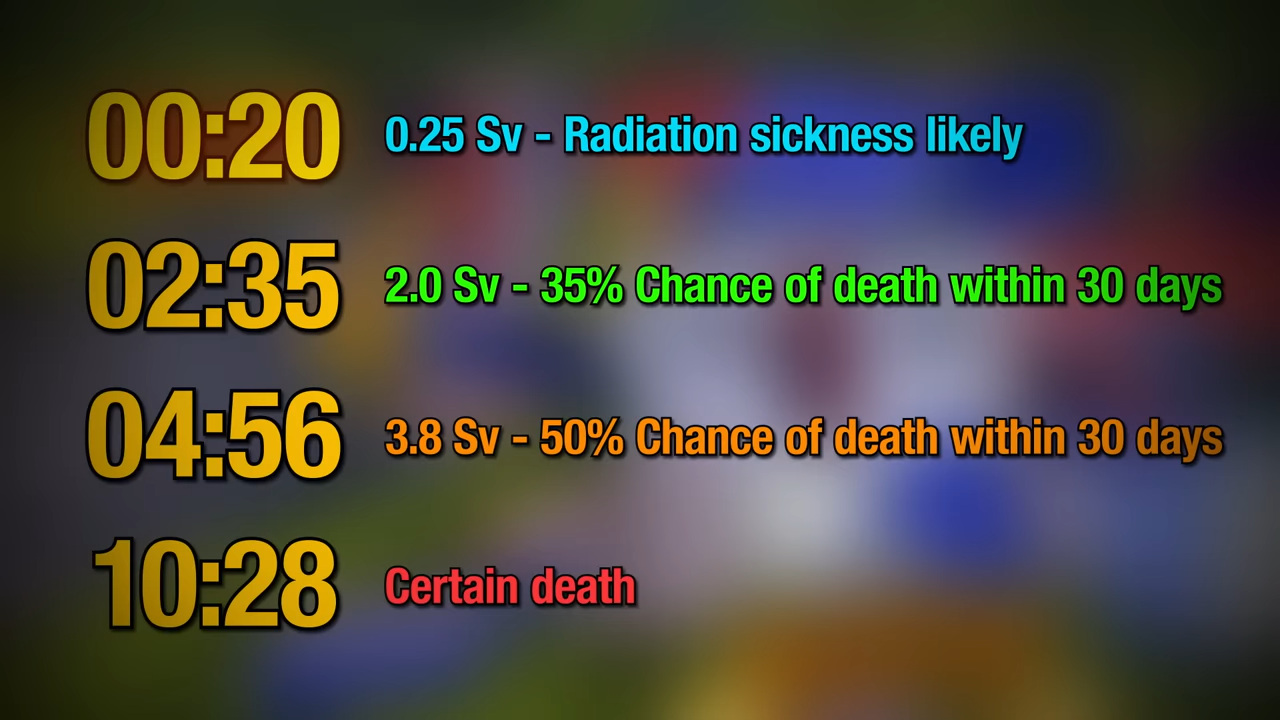 00:20 0.25 Sv - Radiation sickness likely
02:35 2.0 Sv - 35% Chance of death within 30 days
04:56 3.8 Sv - 50% Chance of death within 30 days
10:28 Certain death